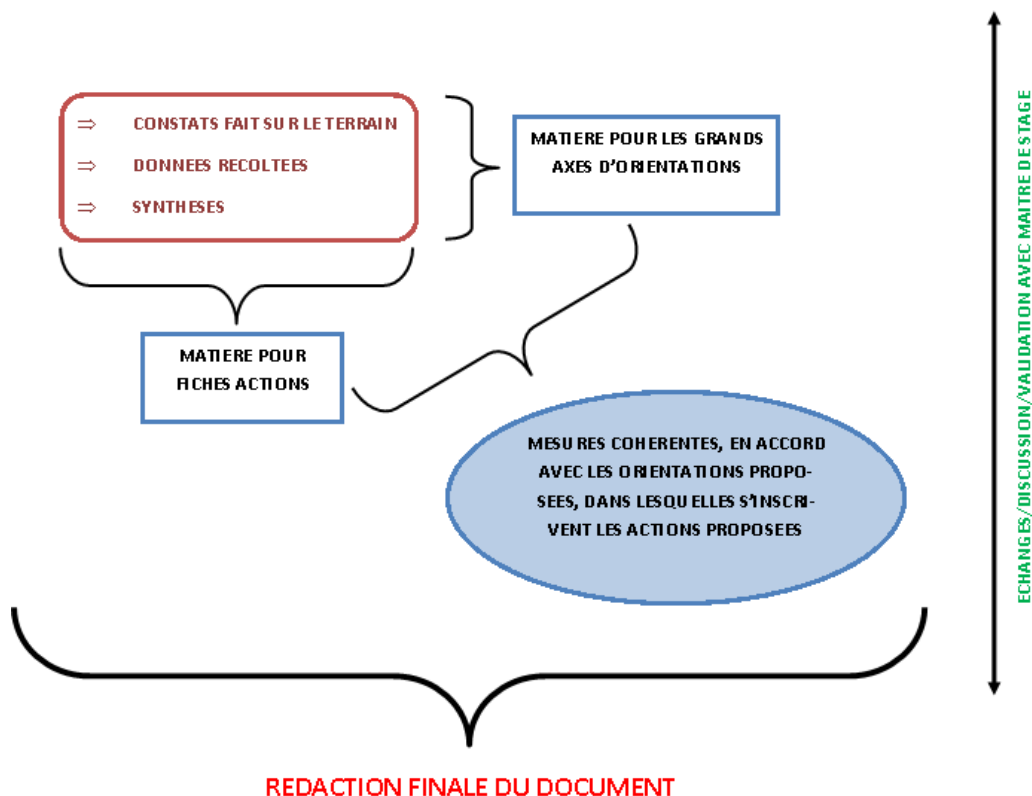 ⇒ CONSTATS FAIT SUR LE TERRAIN
⇒ DONNEES RECOLTEES
⇒ SYNTHESES
MATIERE POUR LES GRANDS
AXES D'ORIENTATIONS
MATIERE POUR
FICHES ACTIONS
MESURES COHERENTES, EN ACCORD
AVEC LES ORIENTATIONS PROPO-
SEES, DANS LESQUELLES S'INSCRI-
VENT LES ACTIONS PROPOSEES
ECHANGES/DISCUSSION/VALIDATION AVEC MAITRE DE STAGE
REDACTION FINALE DU DOCUMENT